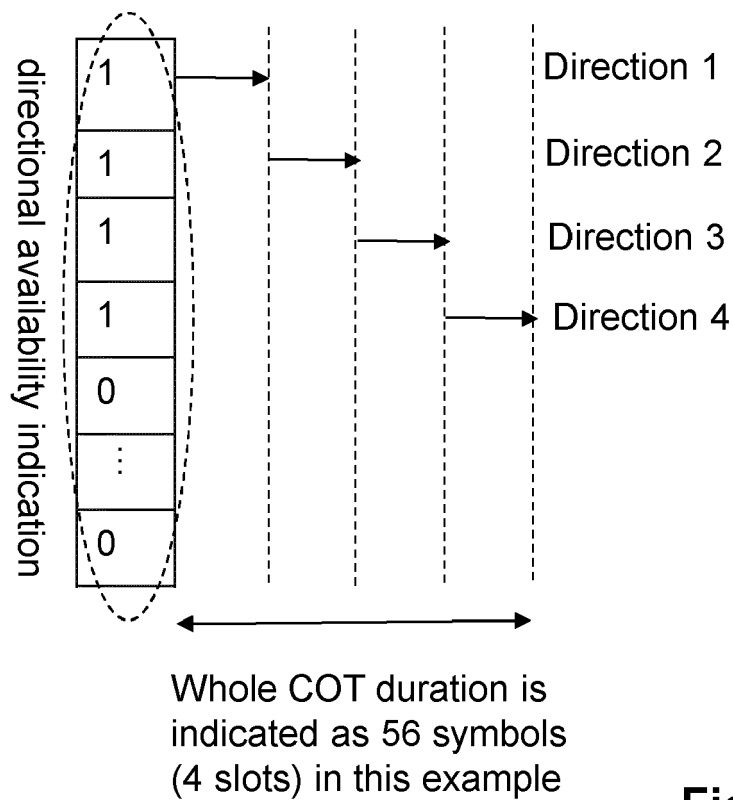 directional availability indication
1
1
1
1
0
⋮
0
Direction 1
Direction 2
Direction 3
Direction 4
Whole COT duration is
indicated as 56 symbols
(4 slots) in this example